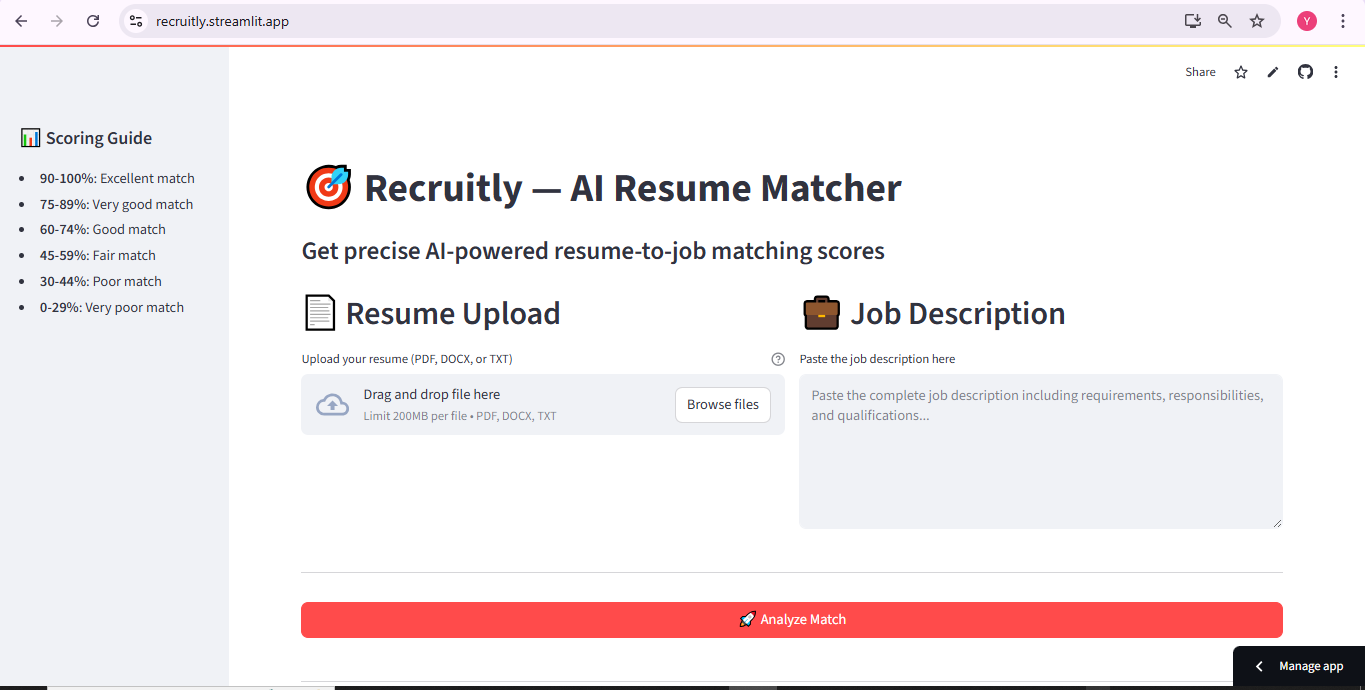 recruitly.streamlit.app
Y
Share
Scoring Guide
90-100%: Excellent match
75-89%: Very good match
60-74%: Good match
45-59%: Fair match
30-44%: Poor match
0-29%: Very poor match
Recruitly — AI Resume Matcher
Get precise AI-powered resume-to-job matching scores
Resume Upload
Upload your resume (PDF, DOCX, or TXT)
Drag and drop file here
Limit 200MB per file • PDF, DOCX, TXT
Browse files
Job Description
Paste the job description here
Paste the complete job description including requirements, responsibilities,
and qualifications...
Analyze Match
Manage app